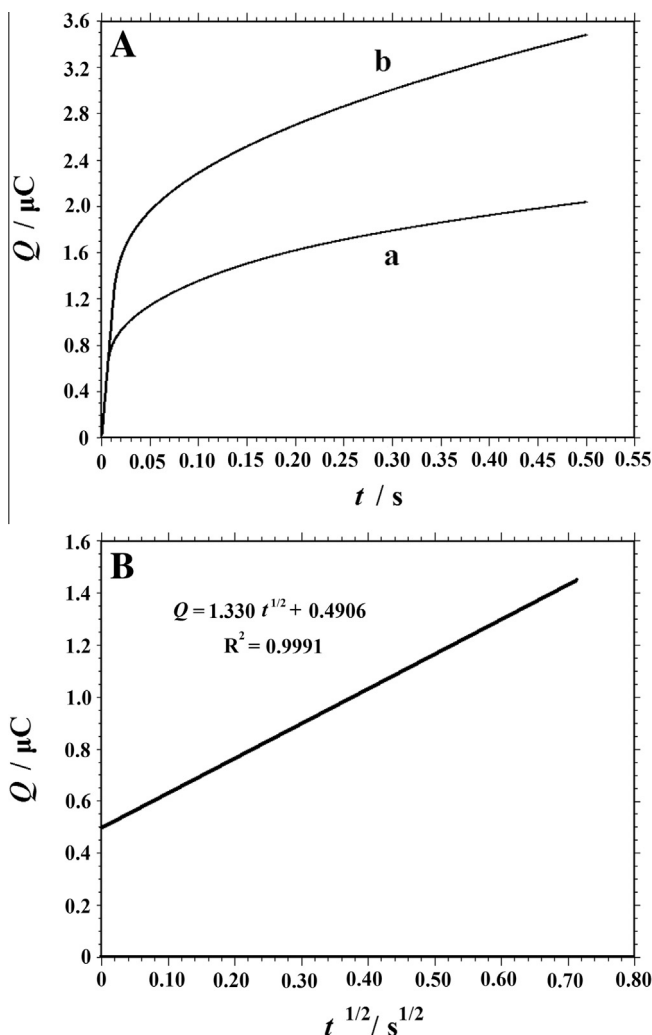 A
3.6
3.2
2.8
2.4
2.0
1.6
1.2
0.8
0.4
0
Q / µC
b
a
0 0.05 0.10 0.15 0.20 0.25 0.30 0.35 0.40 0.45 0.50 0.55
t / s
B
1.6
1.4
1.2
1.0
0.8
0.6
0.4
0.2
0
Q / µC
Q = 1.330 t^1/2 + 0.4906
R^2 = 0.9991
0 0.10 0.20 0.30 0.40 0.50 0.60 0.70 0.80
t^1/2 / s^1/2